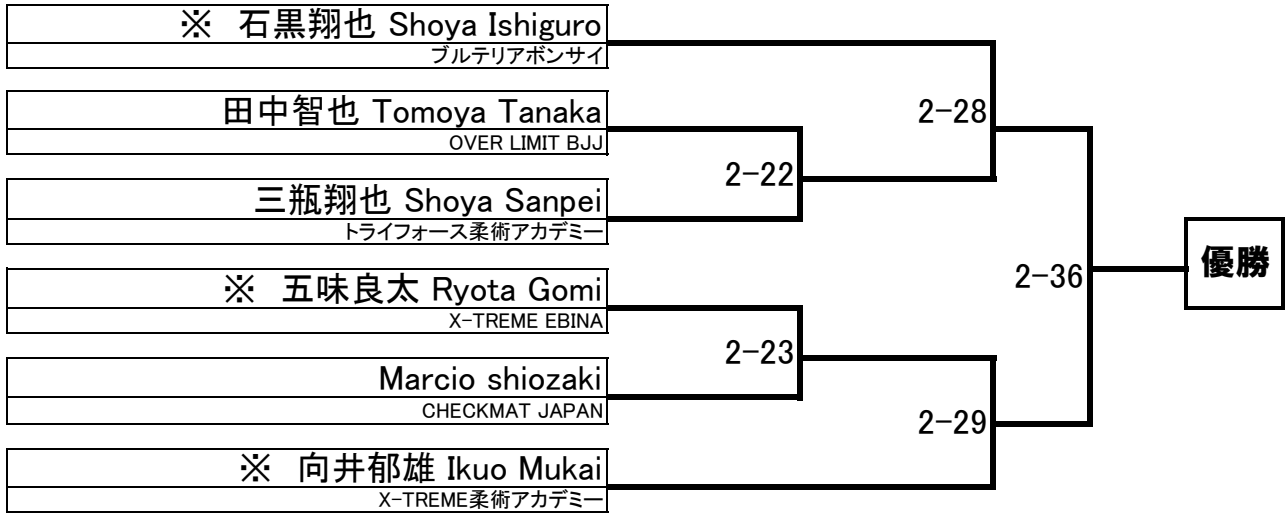 ※ 石黒翔也 Shoya Ishiguro
ブルテリアボンサイ
田中智也 Tomoya Tanaka
OVER LIMIT BJJ
三瓶翔也 Shoya Sanpei
トライフォース柔術アカデミー
※ 五味良太 Ryota Gomi
X-TREME EBINA
Marcio shiozaki
CHECKMAT JAPAN
※ 向井郁雄 Ikuo Mukai
X-TREME柔術アカデミー
2-22
2-23
2-28
2-29
2-36
優勝